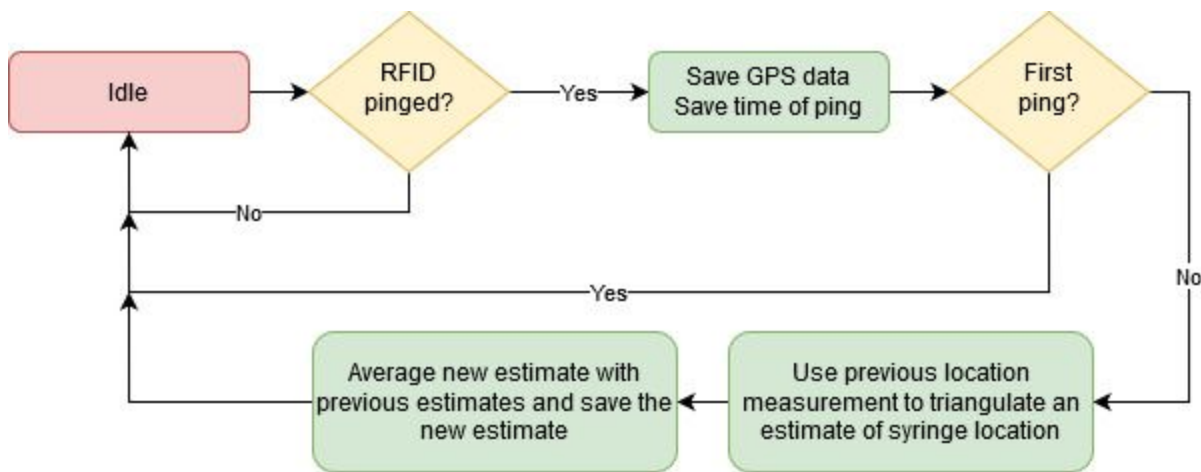 Idle
RFID
pinged?
Yes
Save GPS data
Save time of ping
First
ping?
No
No
Yes
Average new estimate with
previous estimates and save the
new estimate
Use previous location
measurement to triangulate an
estimate of syringe location